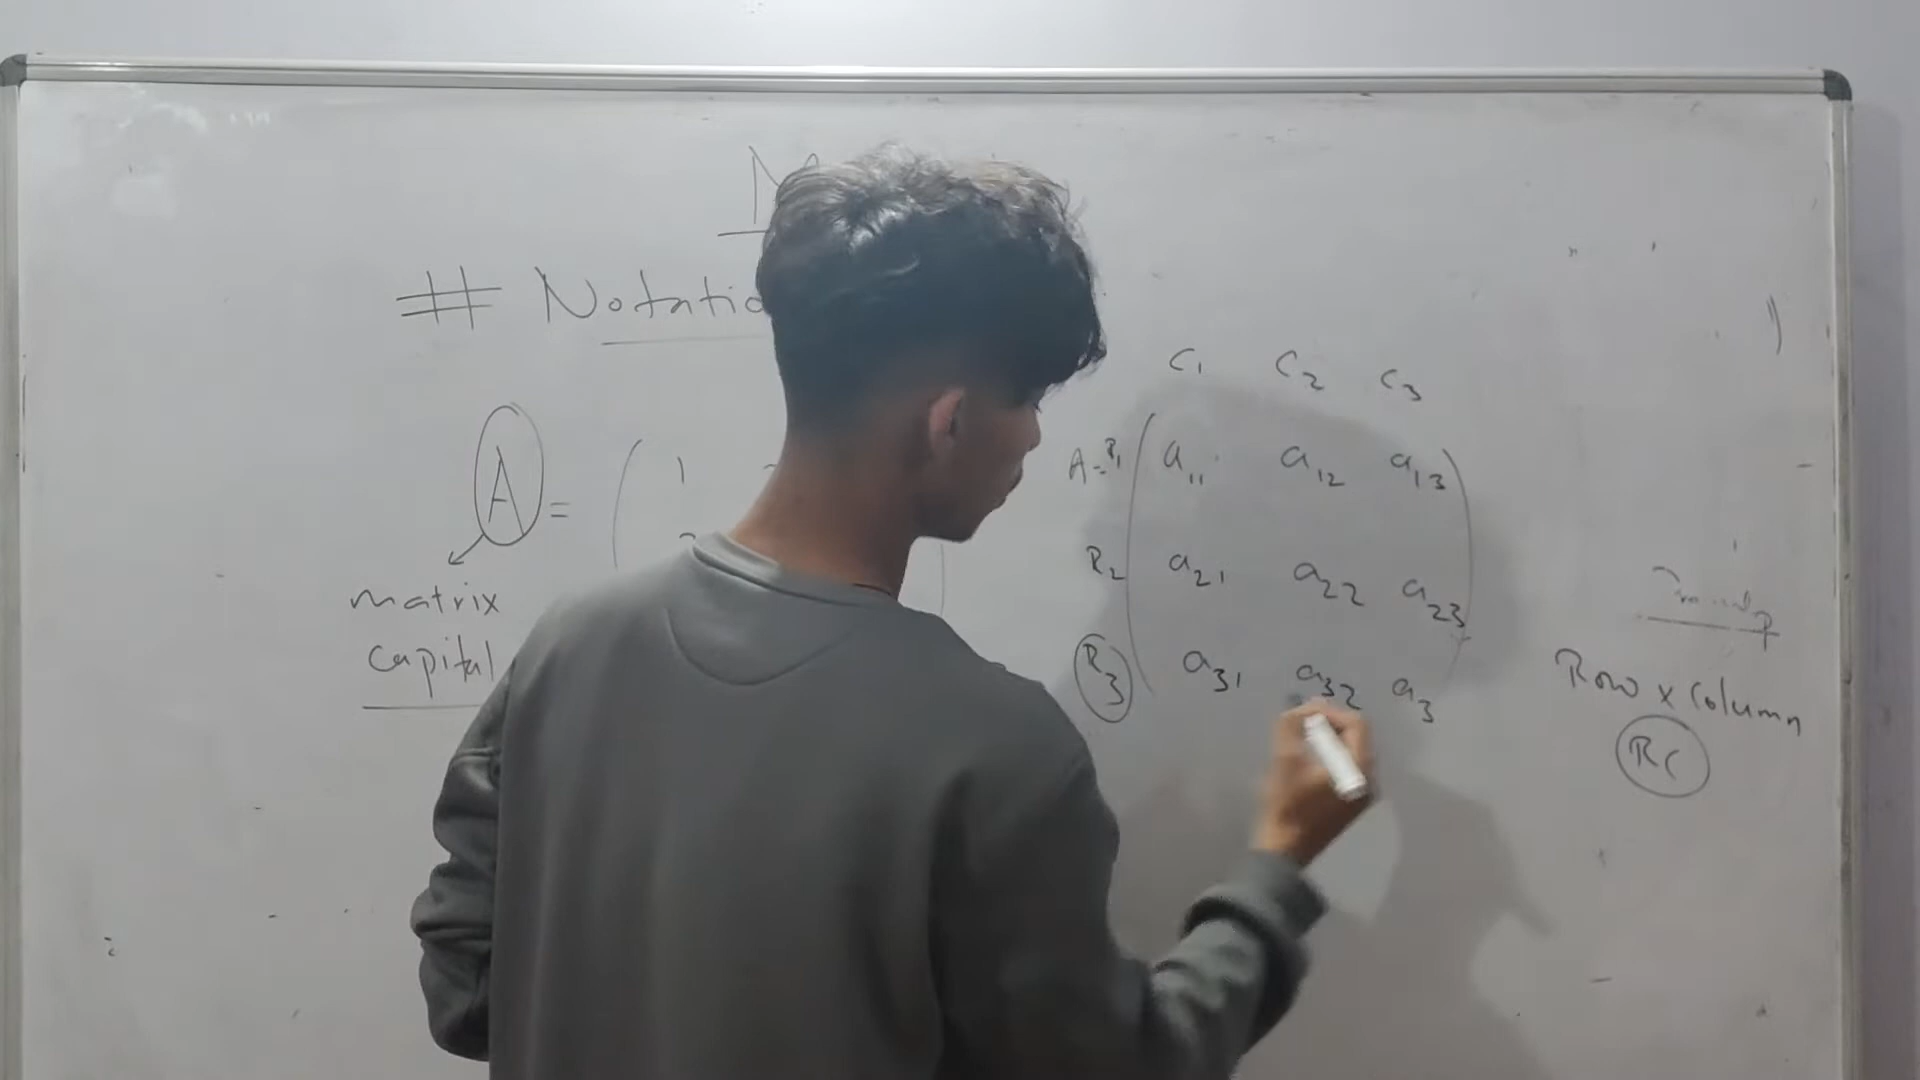 # Notatio
A =
1
matrix
capital
C1 C2 C3
A = R1 a11 a12 a13
R2 a21 a22 a23
R3 a31 a32 a3
Row x Column
RC